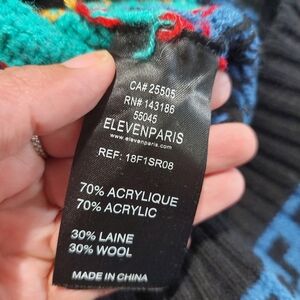 CA# 25505
RN# 143186
55045
ELEVENPARIS
www.elevenparis.com
REF: 18F1SR08
70% ACRYLIQUE
70% ACRYLIC
30% LAINE
30% WOOL
MADE IN CHINA